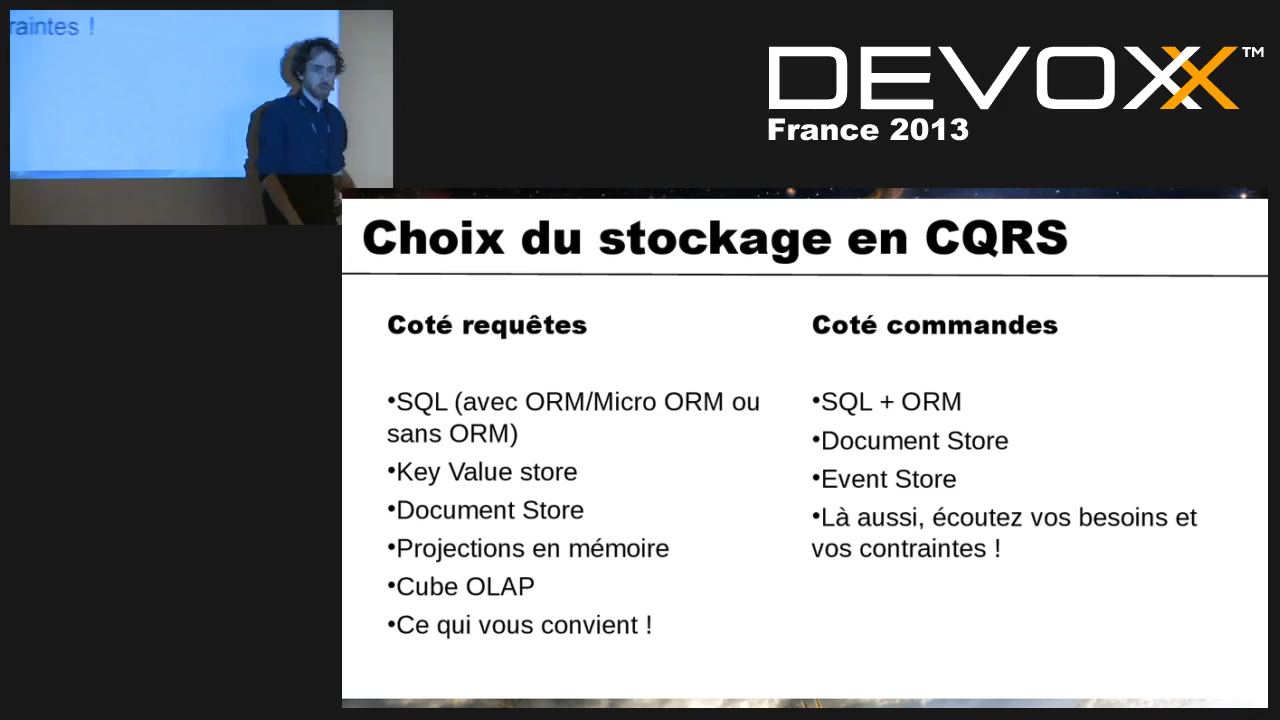 raintes !
DEVOXX™
France 2013
Choix du stockage en CQRS
Coté requêtes
•SQL (avec ORM/Micro ORM ou
sans ORM)
•Key Value store
•Document Store
•Projections en mémoire
•Cube OLAP
•Ce qui vous convient !
Coté commandes
•SQL + ORM
•Document Store
•Event Store
•Là aussi, écoutez vos besoins et
vos contraintes !